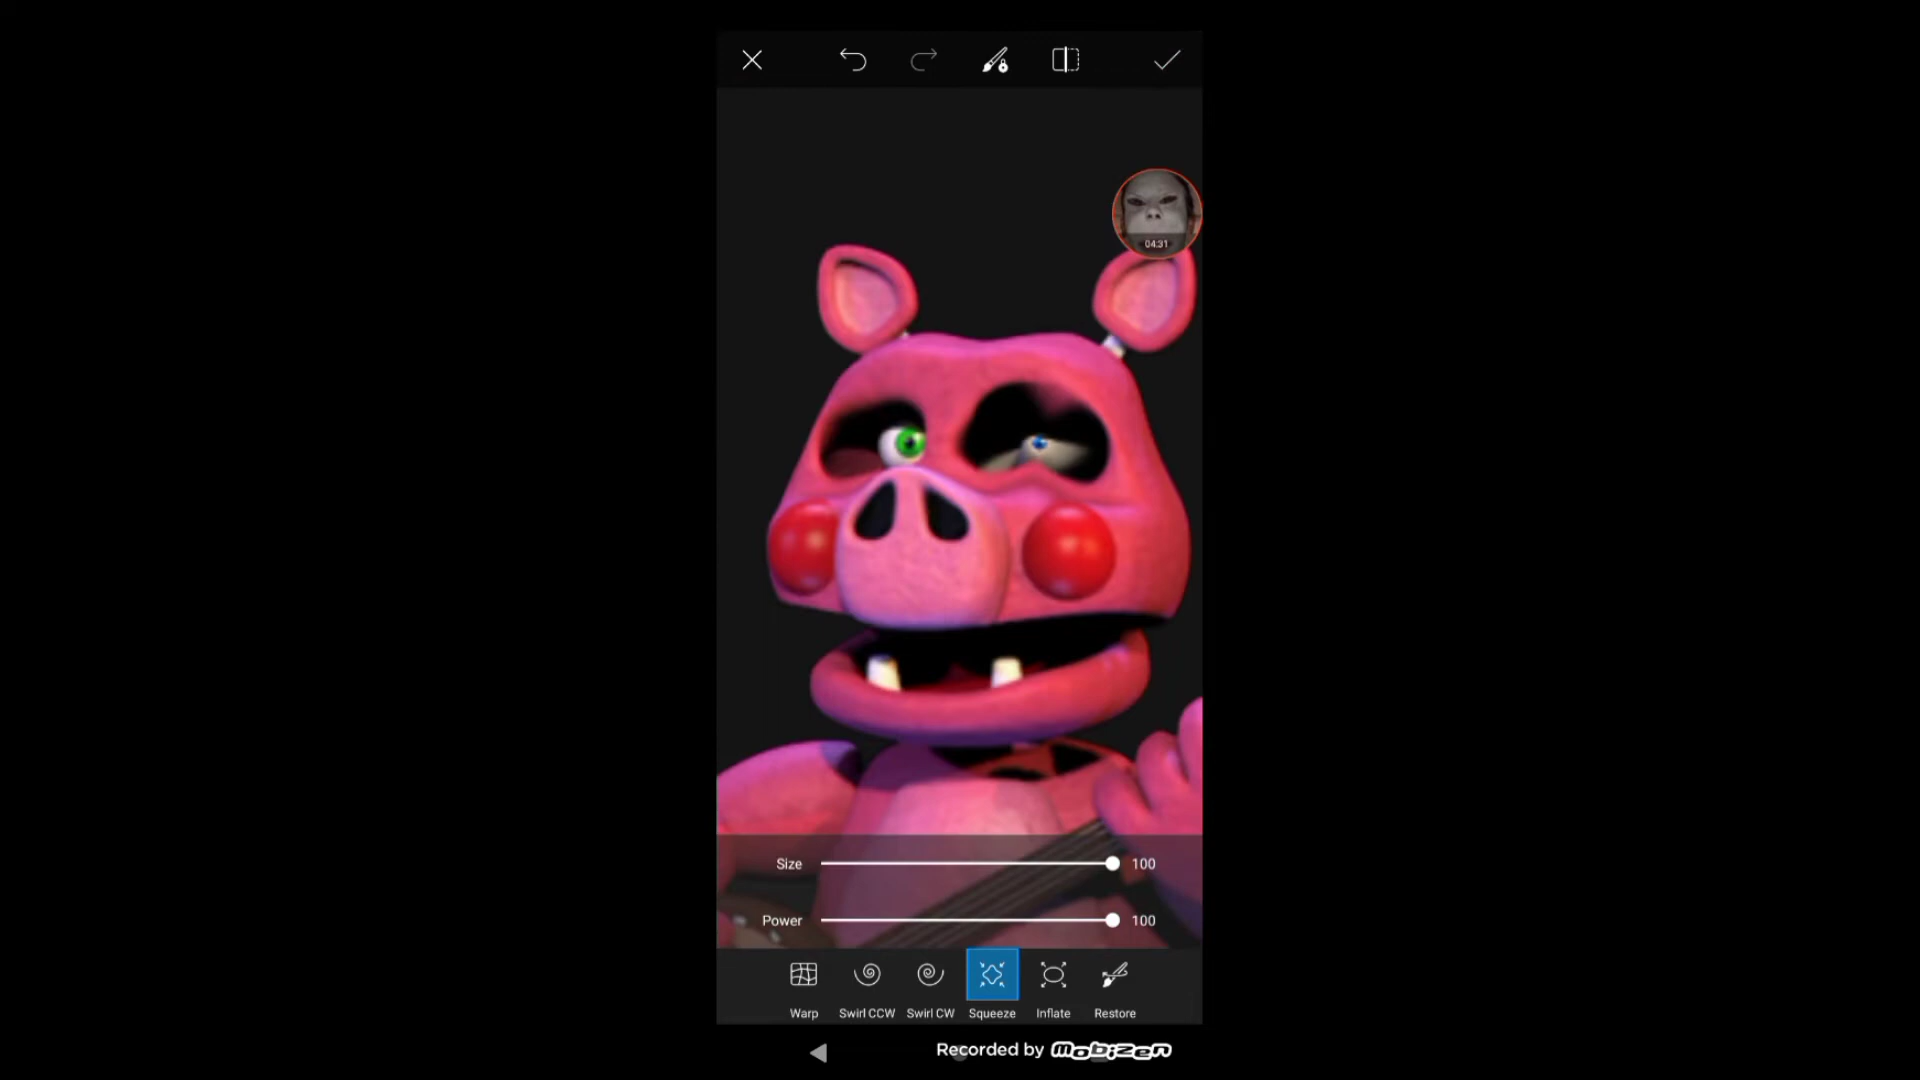 04:31
Size 100
Power 100
Warp Swirl CCW Swirl CW Squeeze Inflate Restore
Recorded by Mobizen